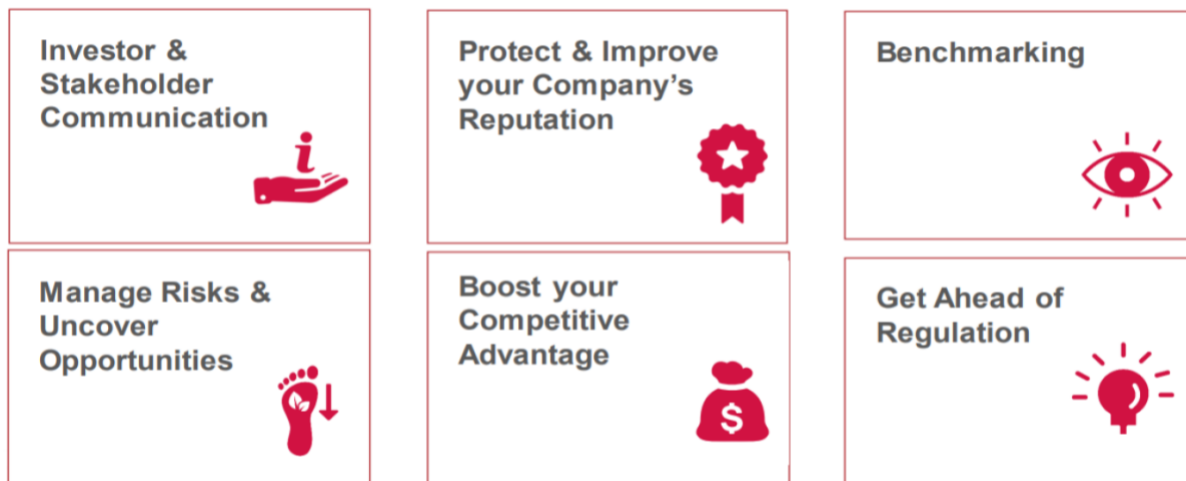 Investor &
Stakeholder
Communication
Protect & Improve
your Company's
Reputation
Benchmarking
Manage Risks &
Uncover
Opportunities
Boost your
Competitive
Advantage
Get Ahead of
Regulation